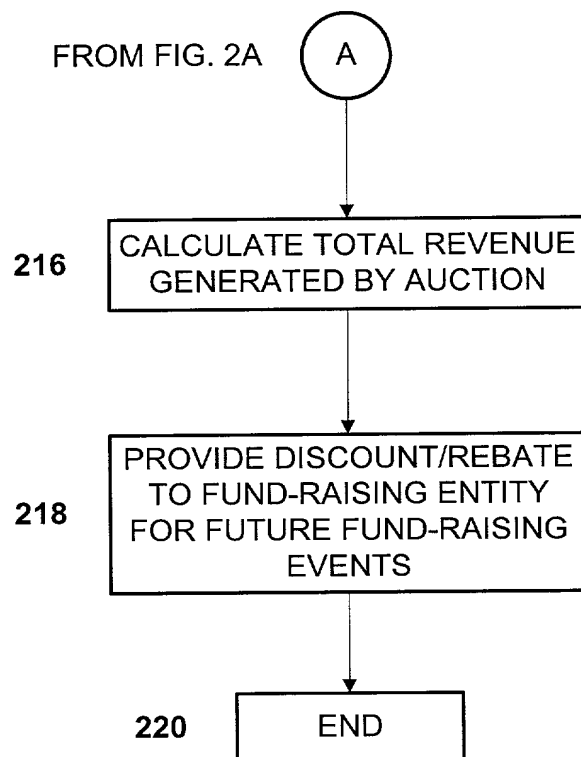 FROM FIG. 2A
A
216
CALCULATE TOTAL REVENUE
GENERATED BY AUCTION
218
PROVIDE DISCOUNT/REBATE
TO FUND-RAISING ENTITY
FOR FUTURE FUND-RAISING
EVENTS
220
END